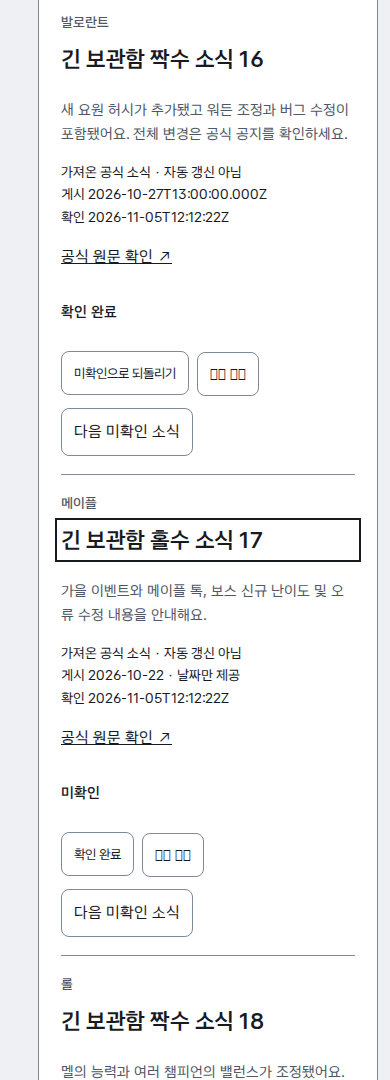 발로란트
긴 보관함 짝수 소식 16
새 요원 허시가 추가됐고 워든 조정과 버그 수정이
포함됐어요. 전체 변경은 공식 공지를 확인하세요.
가져온 공식 소식 · 자동 갱신 아님
게시 2026-10-27T13:00:00.000Z
확인 2026-11-05T12:12:22Z
공식 원문 확인 ↗
확인 완료
미확인으로 되돌리기
다음 미확인 소식
메이플
긴 보관함 홀수 소식 17
가을 이벤트와 메이플 톡, 보스 신규 난이도 및 오
류 수정 내용을 안내해요.
가져온 공식 소식 · 자동 갱신 아님
게시 2026-10-22 · 날짜만 제공
확인 2026-11-05T12:12:22Z
공식 원문 확인 ↗
미확인
확인 완료
다음 미확인 소식
롤
긴 보관함 짝수 소식 18
멜의 능력과 여러 챔피언의 밸런스가 조정됐어요.